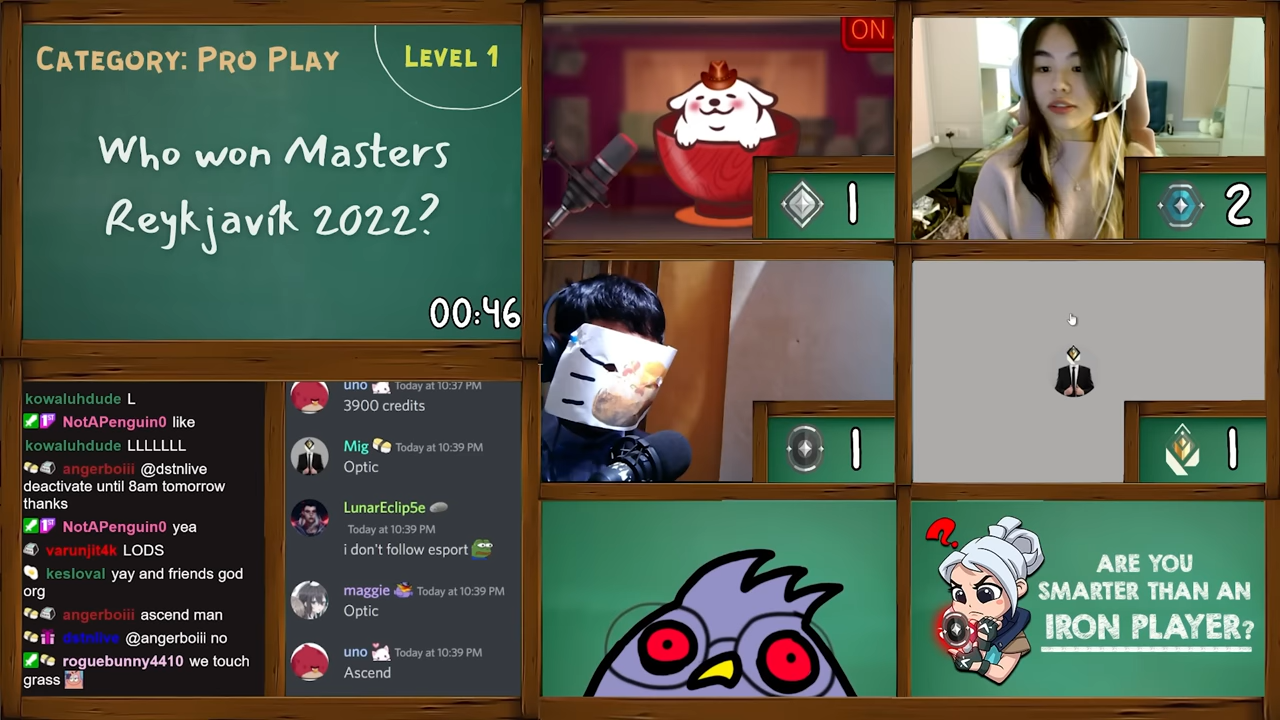 CATEGORY: PRO PLAY
LEVEL 1
Who won Masters
Reykjavík 2022?
00:46
ON
1
2
1
1
kowaluhdude L
NotAPenguin0 like
kowaluhdude LLLLLLL
angerboiii @dstnlive
deactivate until 8am tomorrow
thanks
NotAPenguin0 yea
varunjit4k LODS
kesloval yay and friends god
org
angerboiii ascend man
dstnlive @angerboiii no
roguebunny4410 we touch
grass
uno Today at 10:37 PM
3900 credits
Mig Today at 10:39 PM
Optic
LunarEclip5e
Today at 10:39 PM
i don't follow esport
maggie Today at 10:39 PM
Optic
uno Today at 10:39 PM
Ascend
?
ARE YOU
SMARTER THAN AN
IRON PLAYER?